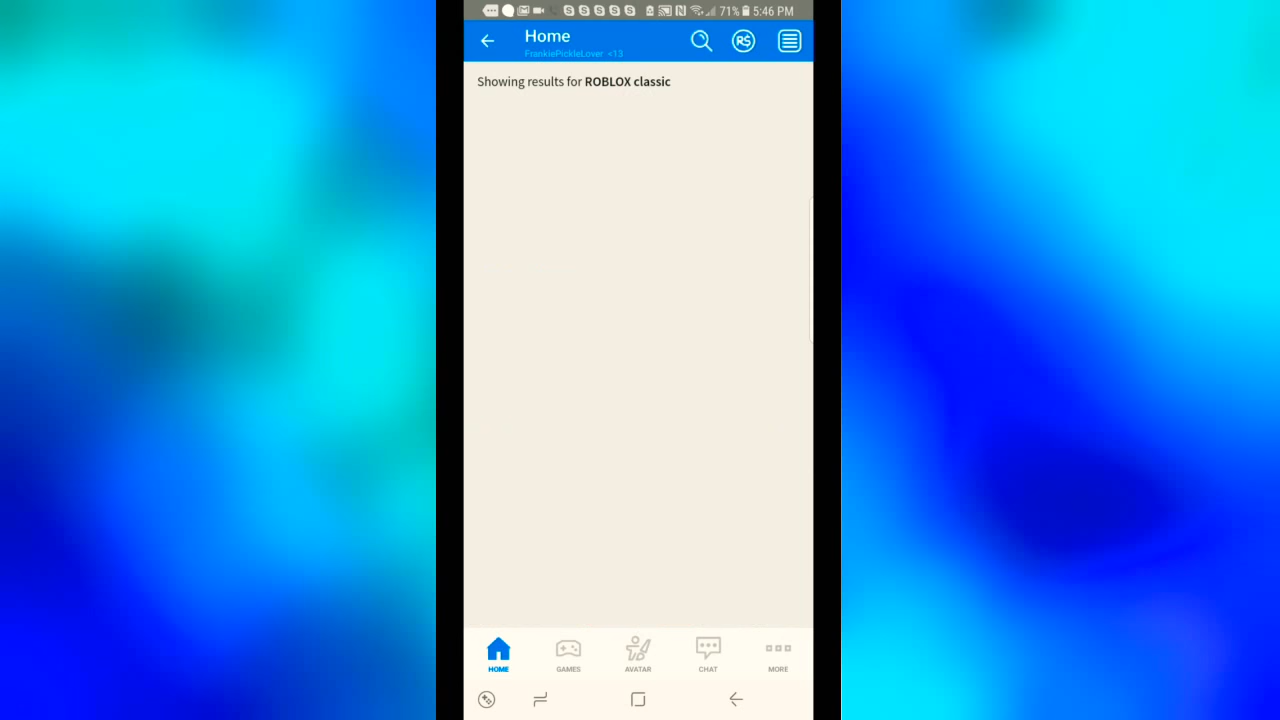 71% 5:46 PM
Home
FrankiePickleLover <13
R$
Showing results for ROBLOX classic
HOME GAMES AVATAR CHAT MORE